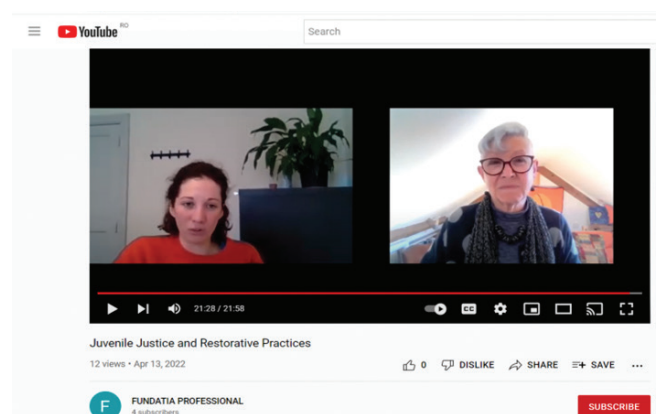 YouTube RO
Search
21:28 / 21:58
CC
Juvenile Justice and Restorative Practices
12 views • Apr 13, 2022
0 DISLIKE SHARE SAVE
F
FUNDATIA PROFESSIONAL
4 subscribers
SUBSCRIBE